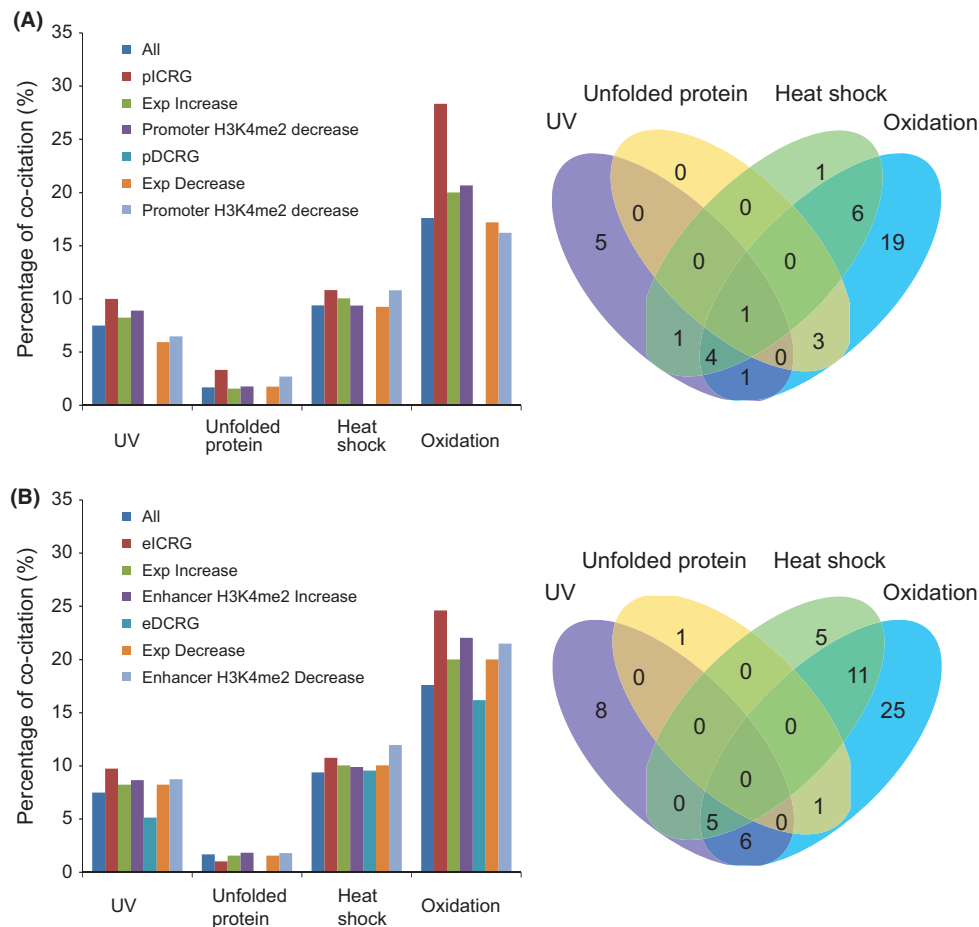 (A)
Percentage of co-citation (%)
35
30
25
20
15
10
5
0
All
pICRG
Exp Increase
Promoter H3K4me2 decrease
pDCRG
Exp Decrease
Promoter H3K4me2 decrease
UV
Unfolded
protein
Heat
shock
Oxidation
Unfolded protein
Heat shock
UV
Oxidation
0
1
0
0
6
5
19
0
0
1
1
4
0
3
1
(B)
Percentage of co-citation (%)
35
30
25
20
15
10
5
0
All
eICRG
Exp Increase
Enhancer H3K4me2 Increase
eDCRG
Exp Decrease
Enhancer H3K4me2 Decrease
UV
Unfolded
protein
Heat
shock
Oxidation
Unfolded protein
Heat shock
UV
Oxidation
1
5
0
0
11
8
25
0
0
0
0
5
0
1
6